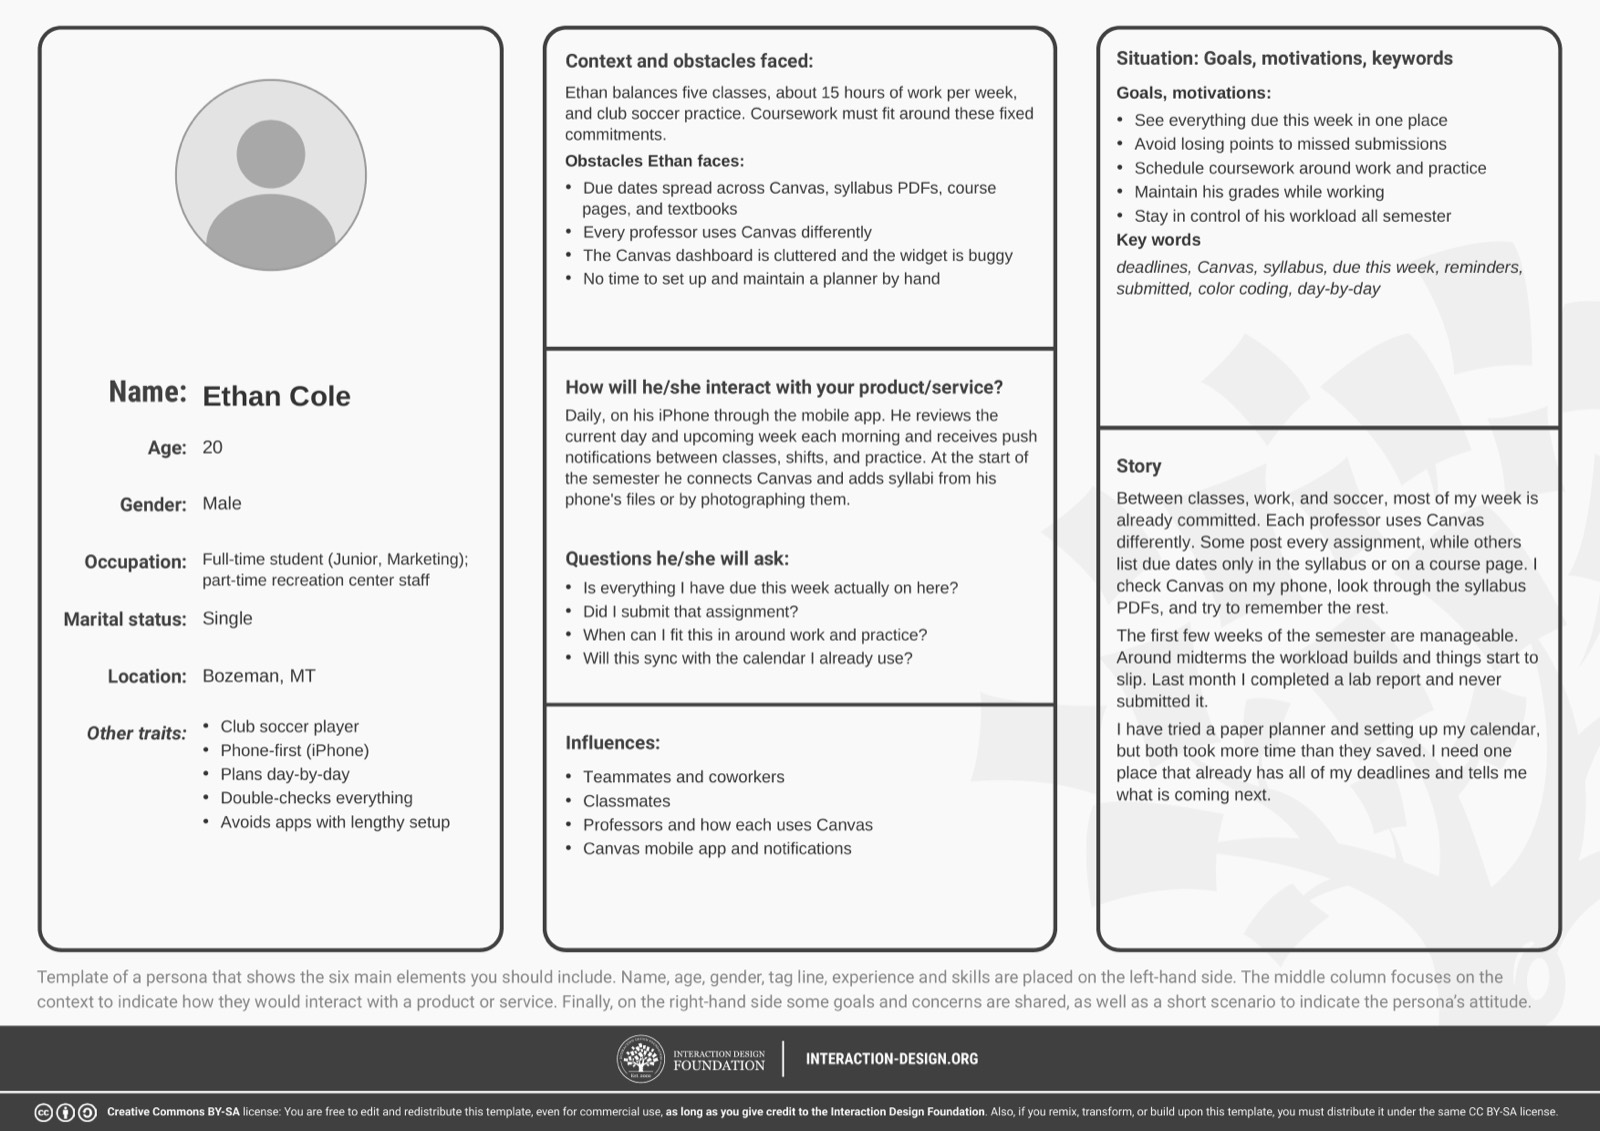 Name: Ethan Cole
Age: 20
Gender: Male
Occupation: Full-time student (Junior, Marketing);
part-time recreation center staff
Marital status: Single
Location: Bozeman, MT
Other traits:
• Club soccer player
• Phone-first (iPhone)
• Plans day-by-day
• Double-checks everything
• Avoids apps with lengthy setup
Context and obstacles faced:
Ethan balances five classes, about 15 hours of work per week,
and club soccer practice. Coursework must fit around these fixed
commitments.
Obstacles Ethan faces:
• Due dates spread across Canvas, syllabus PDFs, course
pages, and textbooks
• Every professor uses Canvas differently
• The Canvas dashboard is cluttered and the widget is buggy
• No time to set up and maintain a planner by hand
How will he/she interact with your product/service?
Daily, on his iPhone through the mobile app. He reviews the
current day and upcoming week each morning and receives push
notifications between classes, shifts, and practice. At the start of
the semester he connects Canvas and adds syllabi from his
phone's files or by photographing them.
Questions he/she will ask:
• Is everything I have due this week actually on here?
• Did I submit that assignment?
• When can I fit this in around work and practice?
• Will this sync with the calendar I already use?
Influences:
• Teammates and coworkers
• Classmates
• Professors and how each uses Canvas
• Canvas mobile app and notifications
Situation: Goals, motivations, keywords
Goals, motivations:
• See everything due this week in one place
• Avoid losing points to missed submissions
• Schedule coursework around work and practice
• Maintain his grades while working
• Stay in control of his workload all semester
Key words
deadlines, Canvas, syllabus, due this week, reminders,
submitted, color coding, day-by-day
Story
Between classes, work, and soccer, most of my week is
already committed. Each professor uses Canvas
differently. Some post every assignment, while others
list due dates only in the syllabus or on a course page. I
check Canvas on my phone, look through the syllabus
PDFs, and try to remember the rest.
The first few weeks of the semester are manageable.
Around midterms the workload builds and things start to
slip. Last month I completed a lab report and never
submitted it.
I have tried a paper planner and setting up my calendar,
but both took more time than they saved. I need one
place that already has all of my deadlines and tells me
what is coming next.
Template of a persona that shows the six main elements you should include. Name, age, gender, tag line, experience and skills are placed on the left-hand side. The middle column focuses on the
context to indicate how they would interact with a product or service. Finally, on the right-hand side some goals and concerns are shared, as well as a short scenario to indicate the persona's attitude.
INTERACTION DESIGN
FOUNDATION
INTERACTION-DESIGN.ORG
Creative Commons BY-SA license: You are free to edit and redistribute this template, even for commercial use, as long as you give credit to the Interaction Design Foundation. Also, if you remix, transform, or build upon this template, you must distribute it under the same CC BY-SA license.